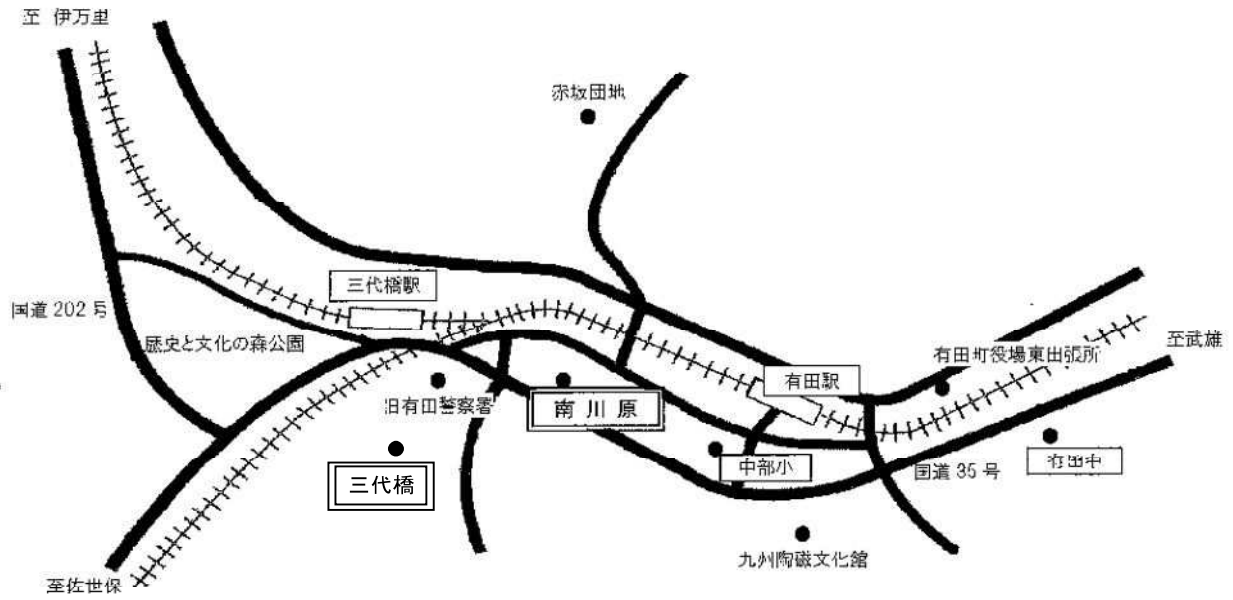 至 伊万里
赤坂団地
三代橋駅
国道 202 号
歴史と文化の森公園
有田町役場東出張所
至武雄
有田駅
旧有田警察署
南川原
中部小
国道 35 号
有田中
三代橋
九州陶磁文化館
至佐世保